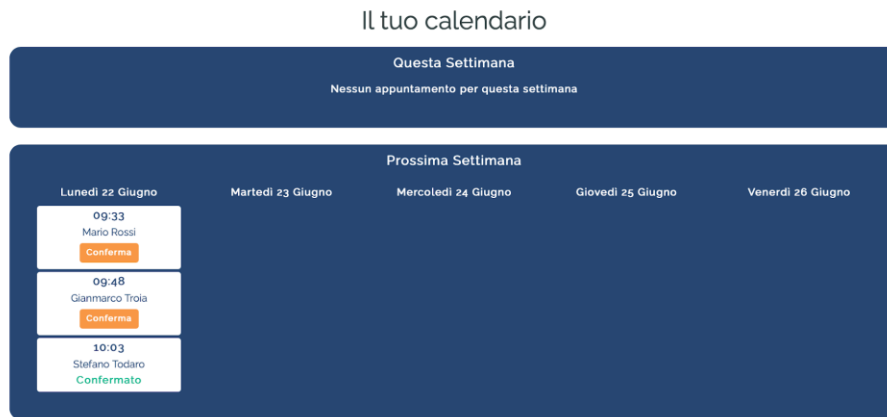 Il tuo calendario
Questa Settimana
Nessun appuntamento per questa settimana
Prossima Settimana
Lunedì 22 Giugno
Martedì 23 Giugno
Mercoledì 24 Giugno
Giovedì 25 Giugno
Venerdì 26 Giugno
09:33
Mario Rossi
Conferma
09:48
Gianmarco Troia
Conferma
10:03
Stefano Todaro
Confermato